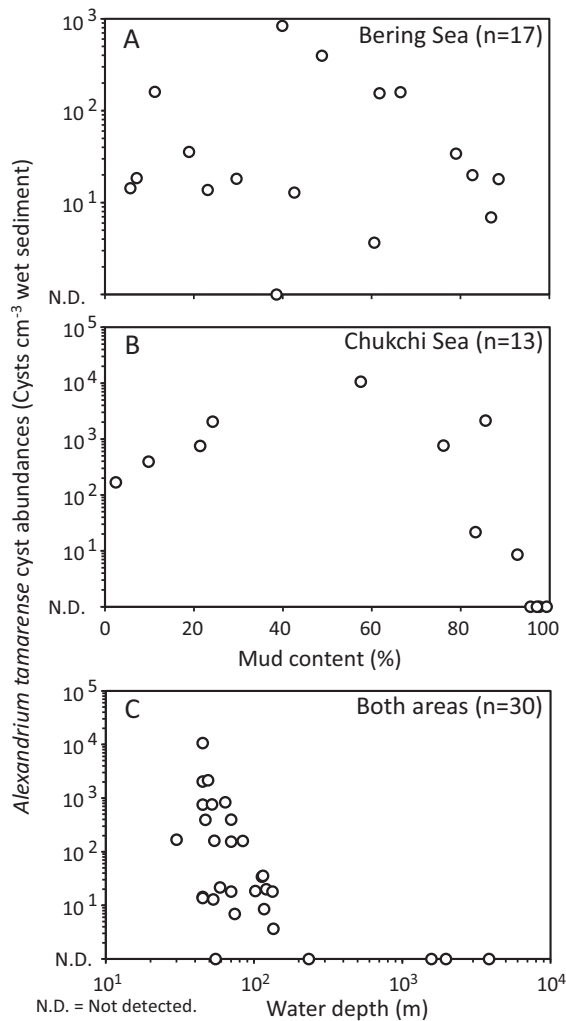 Alexandrium tamarense cyst abundances (Cysts cm-3 wet sediment)
A
Bering Sea (n=17)
10^3
10^2
10^1
N.D.
B
Chukchi Sea (n=13)
10^5
10^4
10^3
10^2
10^1
N.D.
0 20 40 60 80 100
Mud content (%)
C
Both areas (n=30)
10^5
10^4
10^3
10^2
10^1
N.D.
10^1 10^2 10^3 10^4
N.D. = Not detected.
Water depth (m)